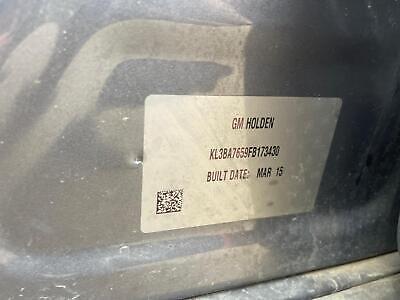 GM HOLDEN
KL3BA7659FB173430
BUILT DATE: MAR 15